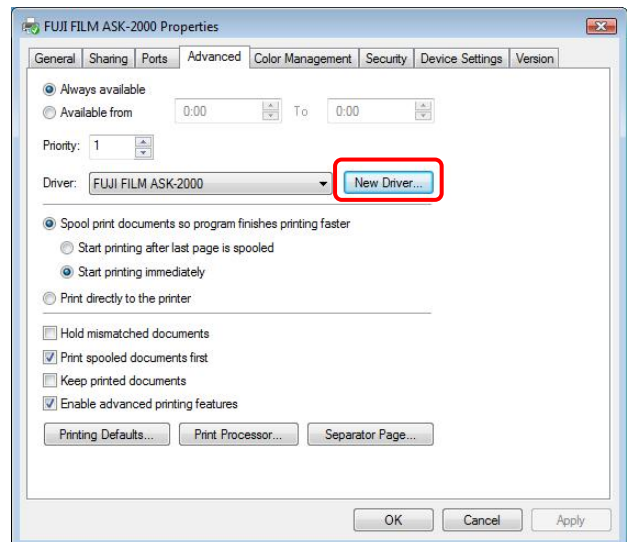 FUJI FILM ASK-2000 Properties
General Sharing Ports Advanced Color Management Security Device Settings Version
Always available
Available from 0:00 To 0:00
Priority: 1
Driver: FUJI FILM ASK-2000 New Driver...
Spool print documents so program finishes printing faster
Start printing after last page is spooled
Start printing immediately
Print directly to the printer
Hold mismatched documents
Print spooled documents first
Keep printed documents
Enable advanced printing features
Printing Defaults... Print Processor... Separator Page...
OK Cancel Apply